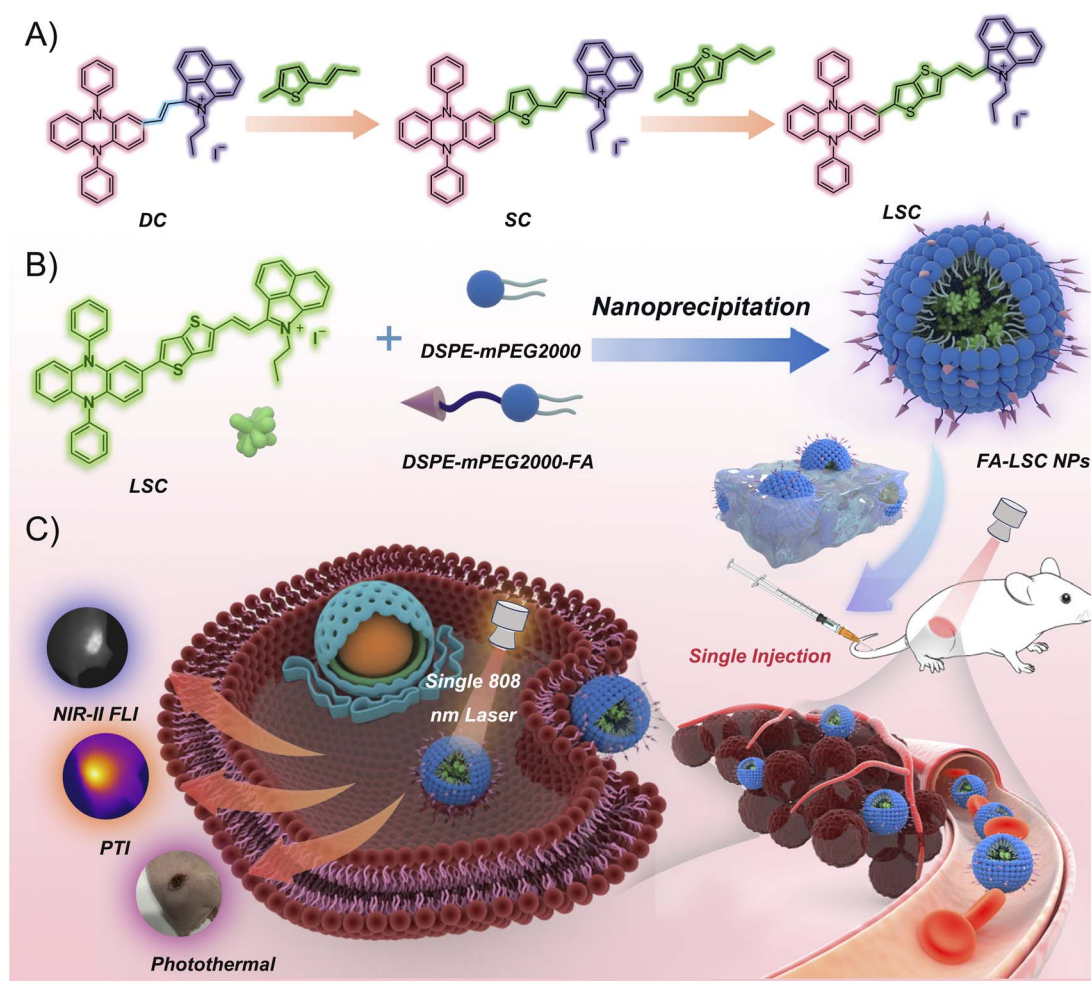 A)
N
N
N
+
I⁻
S
N
N
S
N
+
I⁻
S
S
N
N
S
S
N
+
I⁻
DC
SC
LSC
B)
N
N
S
S
N
+
I⁻
LSC
+
DSPE-mPEG2000
DSPE-mPEG2000-FA
Nanoprecipitation
FA-LSC NPs
C)
Single Injection
Single 808
nm Laser
NIR-II FLI
PTI
Photothermal